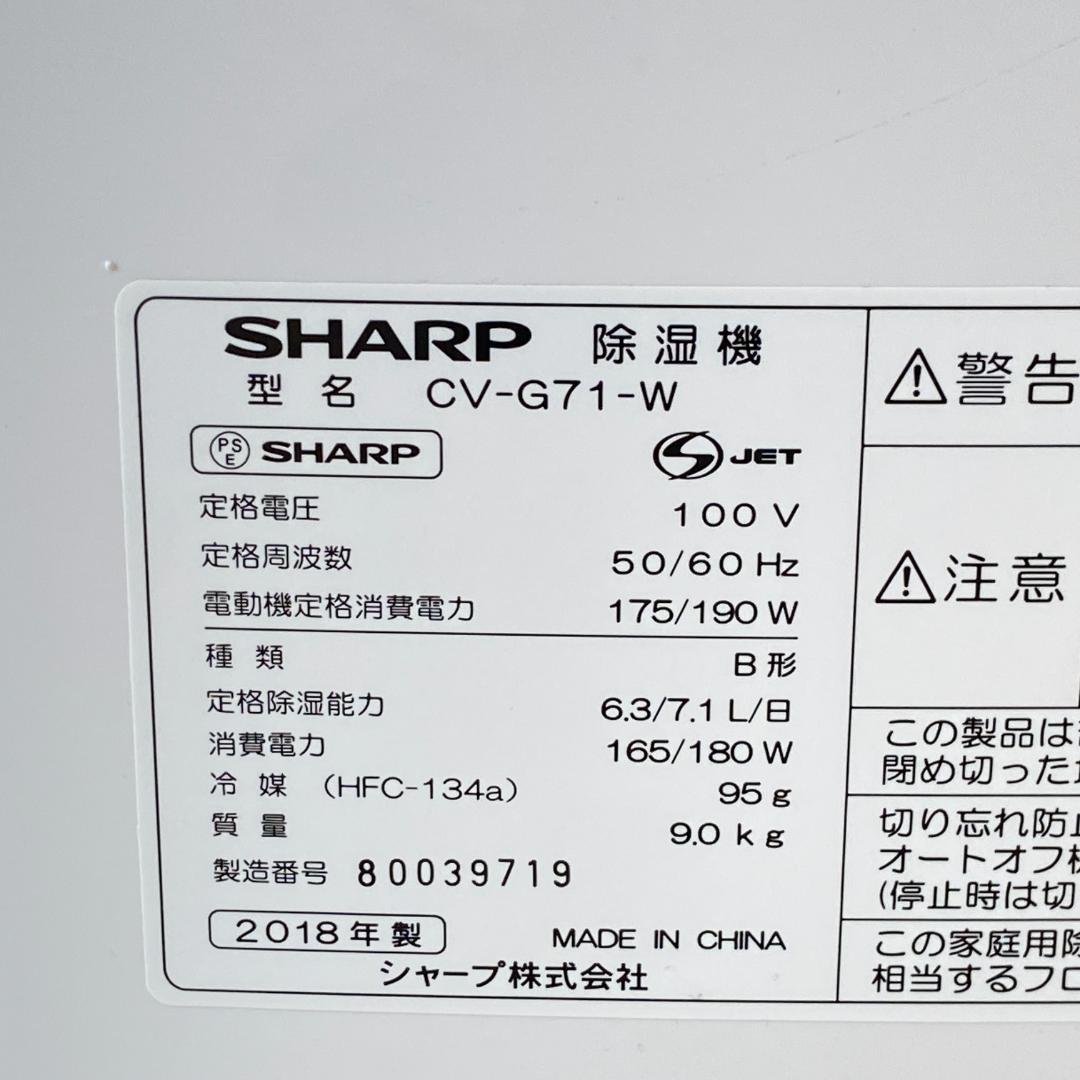 SHARP 除湿機
型名 CV-G71-W
PS E SHARP
S JET
定格電圧 100 V
定格周波数 50/60 Hz
電動機定格消費電力 175/190 W
種類 B形
定格除湿能力 6.3/7.1 L/日
消費電力 165/180 W
冷媒 (HFC-134a) 95 g
質量 9.0 kg
製造番号 80039719
2018年製 MADE IN CHINA
シャープ株式会社
警告
注意
この製品は
閉め切った
切り忘れ防止
オートオフ機
(停止時は切
この家庭用除
相当するフロ